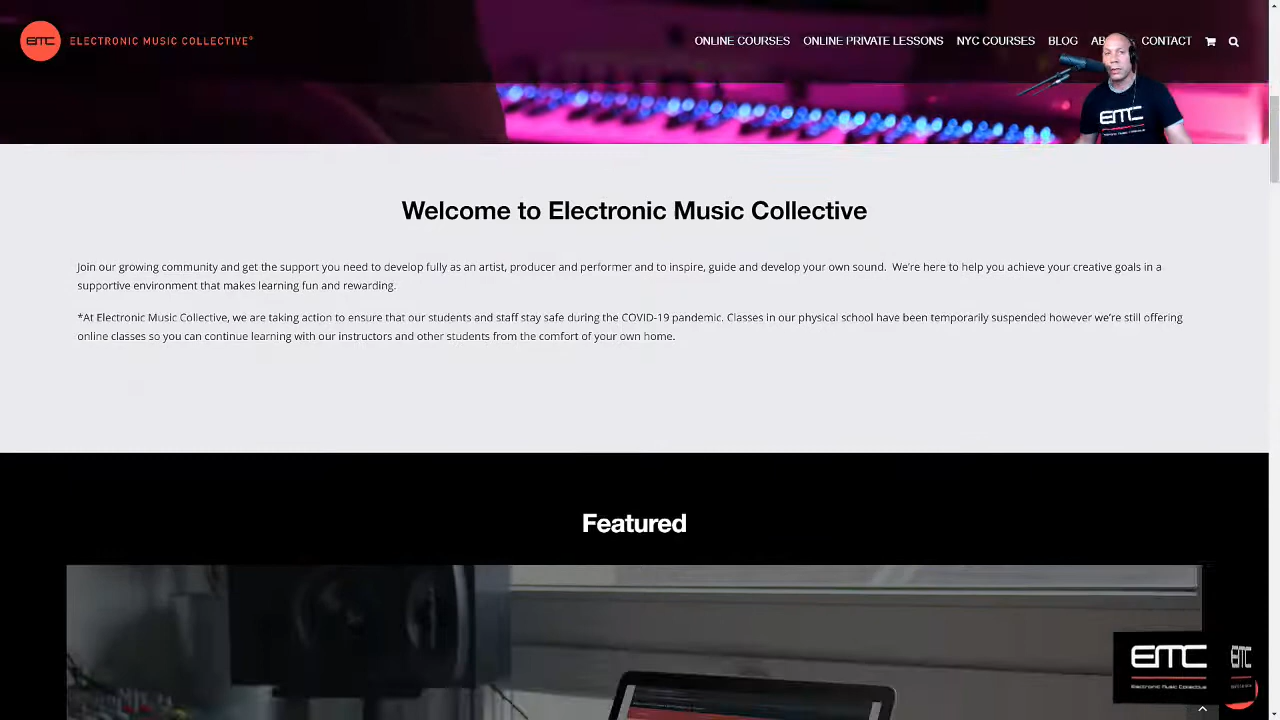 EMC ELECTRONIC MUSIC COLLECTIVE®
ONLINE COURSES ONLINE PRIVATE LESSONS NYC COURSES BLOG AB CONTACT
EMC
Electronic Music Collective
Welcome to Electronic Music Collective
Join our growing community and get the support you need to develop fully as an artist, producer and performer and to inspire, guide and develop your own sound. We're here to help you achieve your creative goals in a
supportive environment that makes learning fun and rewarding.
*At Electronic Music Collective, we are taking action to ensure that our students and staff stay safe during the COVID-19 pandemic. Classes in our physical school have been temporarily suspended however we're still offering
online classes so you can continue learning with our instructors and other students from the comfort of your own home.
Featured
EMC
Electronic Music Collective
EMC